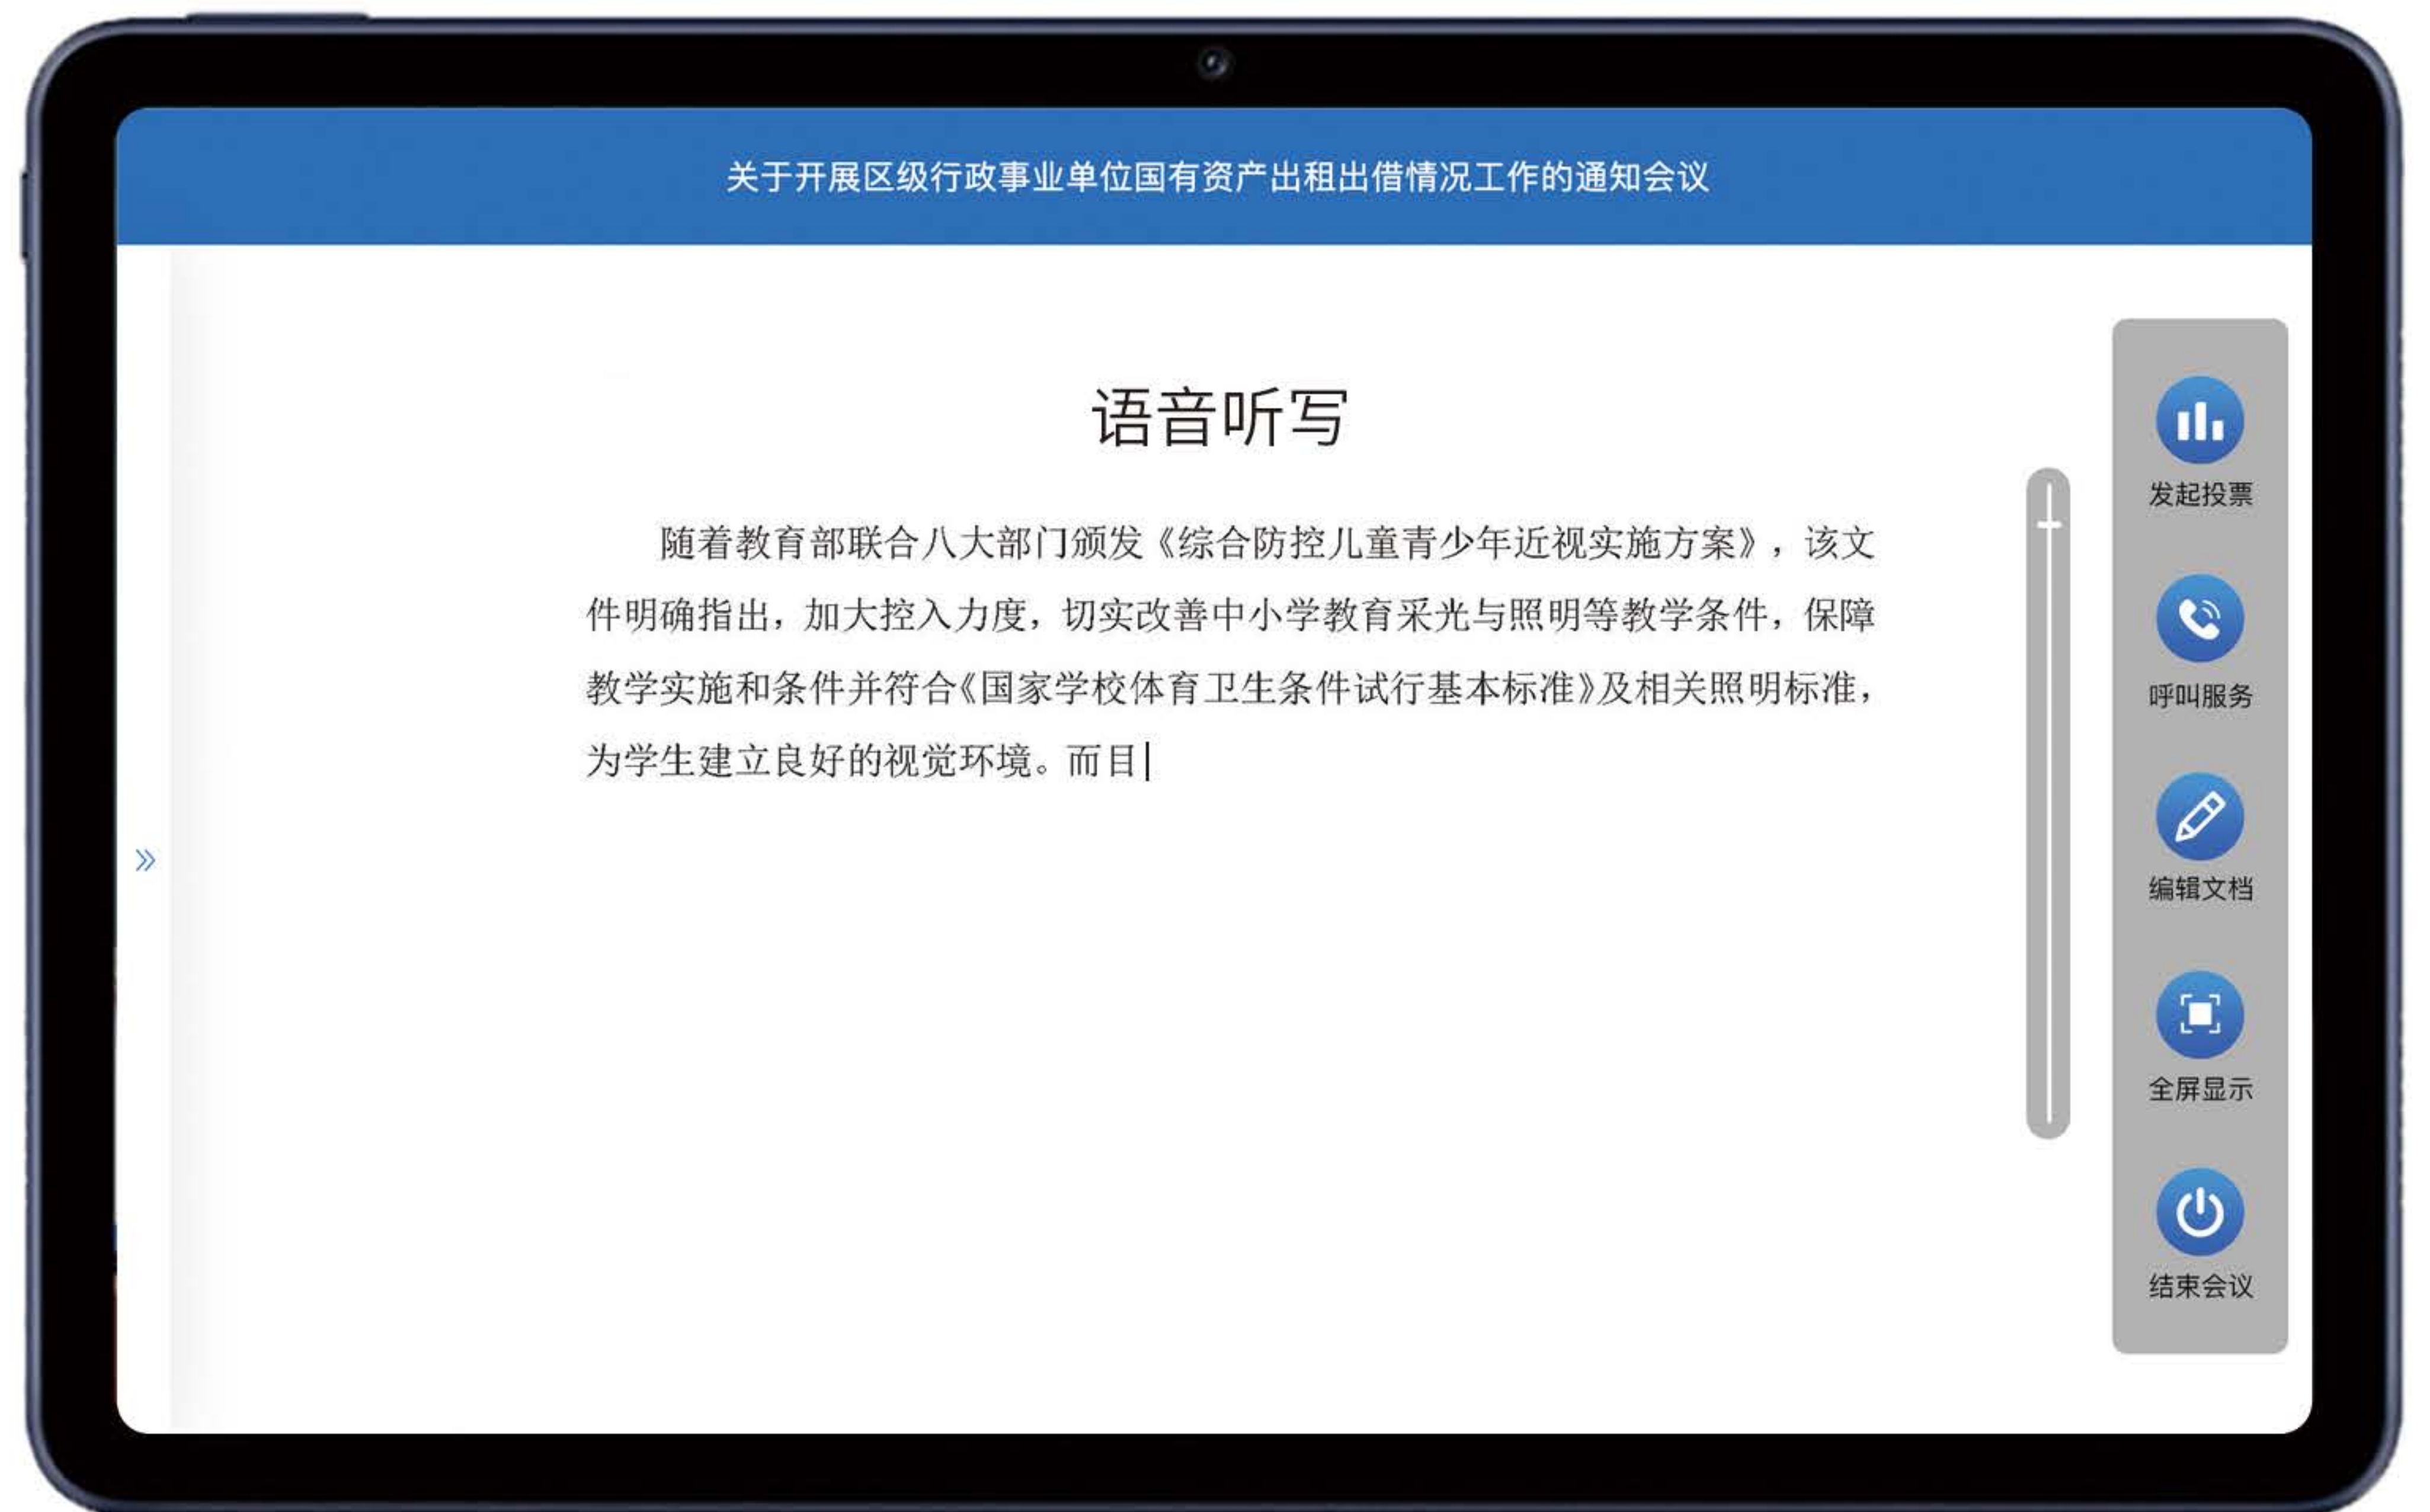 关于开展区级行政事业单位国有资产出租出借情况工作的通知会议
语音听写
随着教育部联合八大部门颁发《综合防控儿童青少年近视实施方案》，该文
件明确指出，加大控入力度，切实改善中小学教育采光与照明等教学条件，保障
教学实施和条件并符合《国家学校体育卫生条件试行基本标准》及相关照明标准，
为学生建立良好的视觉环境。而目
发起投票
呼叫服务
编辑文档
全屏显示
结束会议